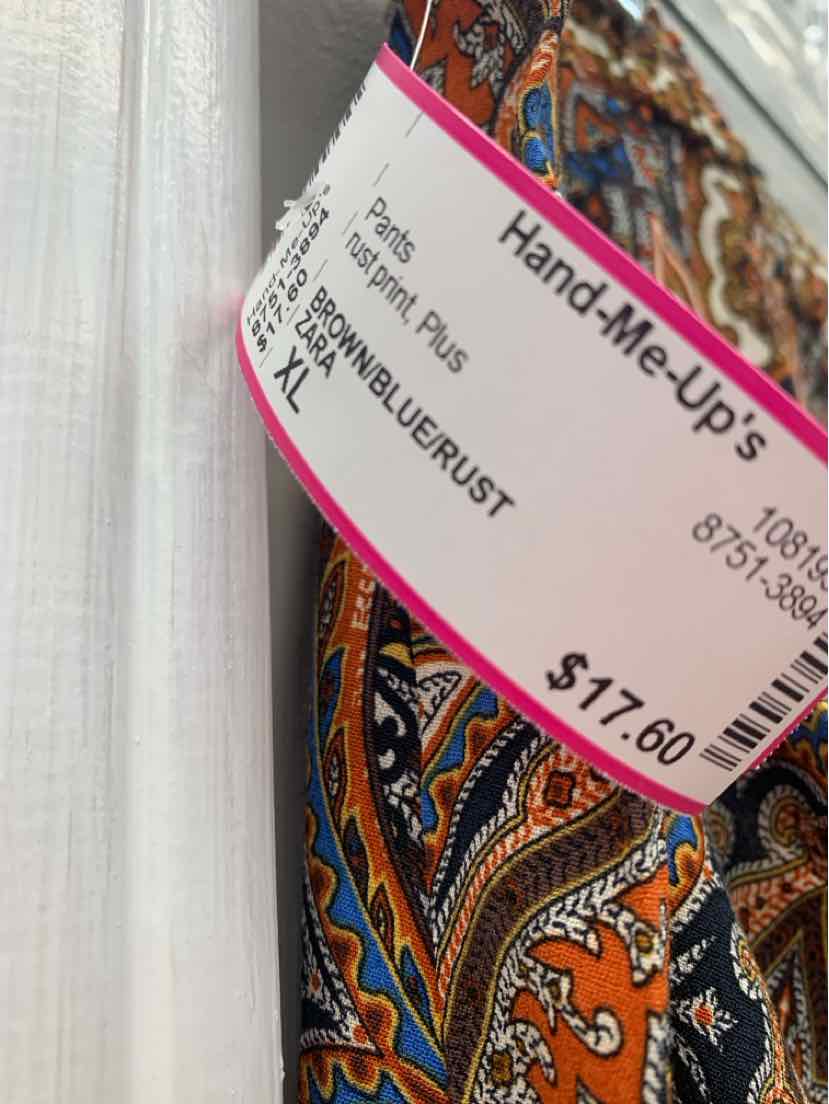 Hand-Me-Up's
Pants
rust print, Plus
BROWN/BLUE/RUST
ZARA
XL
8751-3894
$17.60
Hand-Me-Up's
8751-3894
$17.60